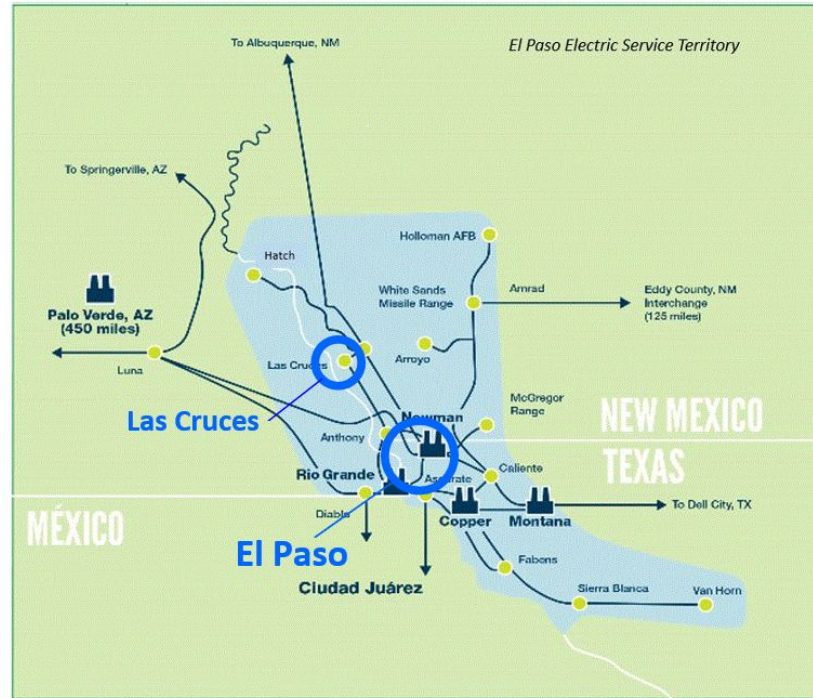 To Albuquerque, NM
El Paso Electric Service Territory
To Springerville, AZ
Holloman AFB
Hatch
White Sands
Missile Range
Amrad
Eddy County, NM
Interchange
(125 miles)
Palo Verde, AZ
(450 miles)
Luna
Las Cruces
Arroyo
Las Cruces
McGregor
Range
NEW MEXICO
TEXAS
Newman
Anthony
Rio Grande
Caliente
Ascarate
To Dell City, TX
Diablo
Copper
Montana
MÉXICO
El Paso
Ciudad Juárez
Fabens
Sierra Blanca
Van Horn